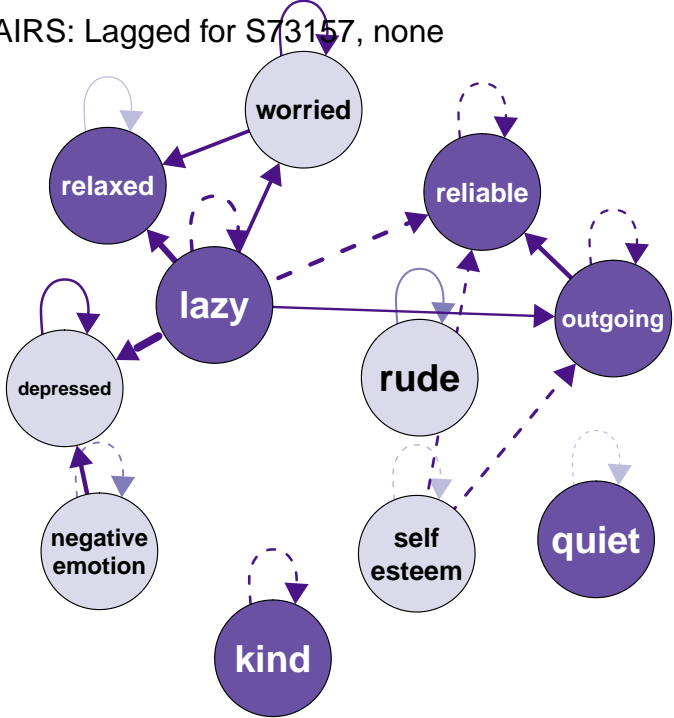 AIRS: Lagged for S73157, none
worried
relaxed
reliable
lazy
outgoing
rude
depressed
negative
emotion
self
esteem
quiet
kind